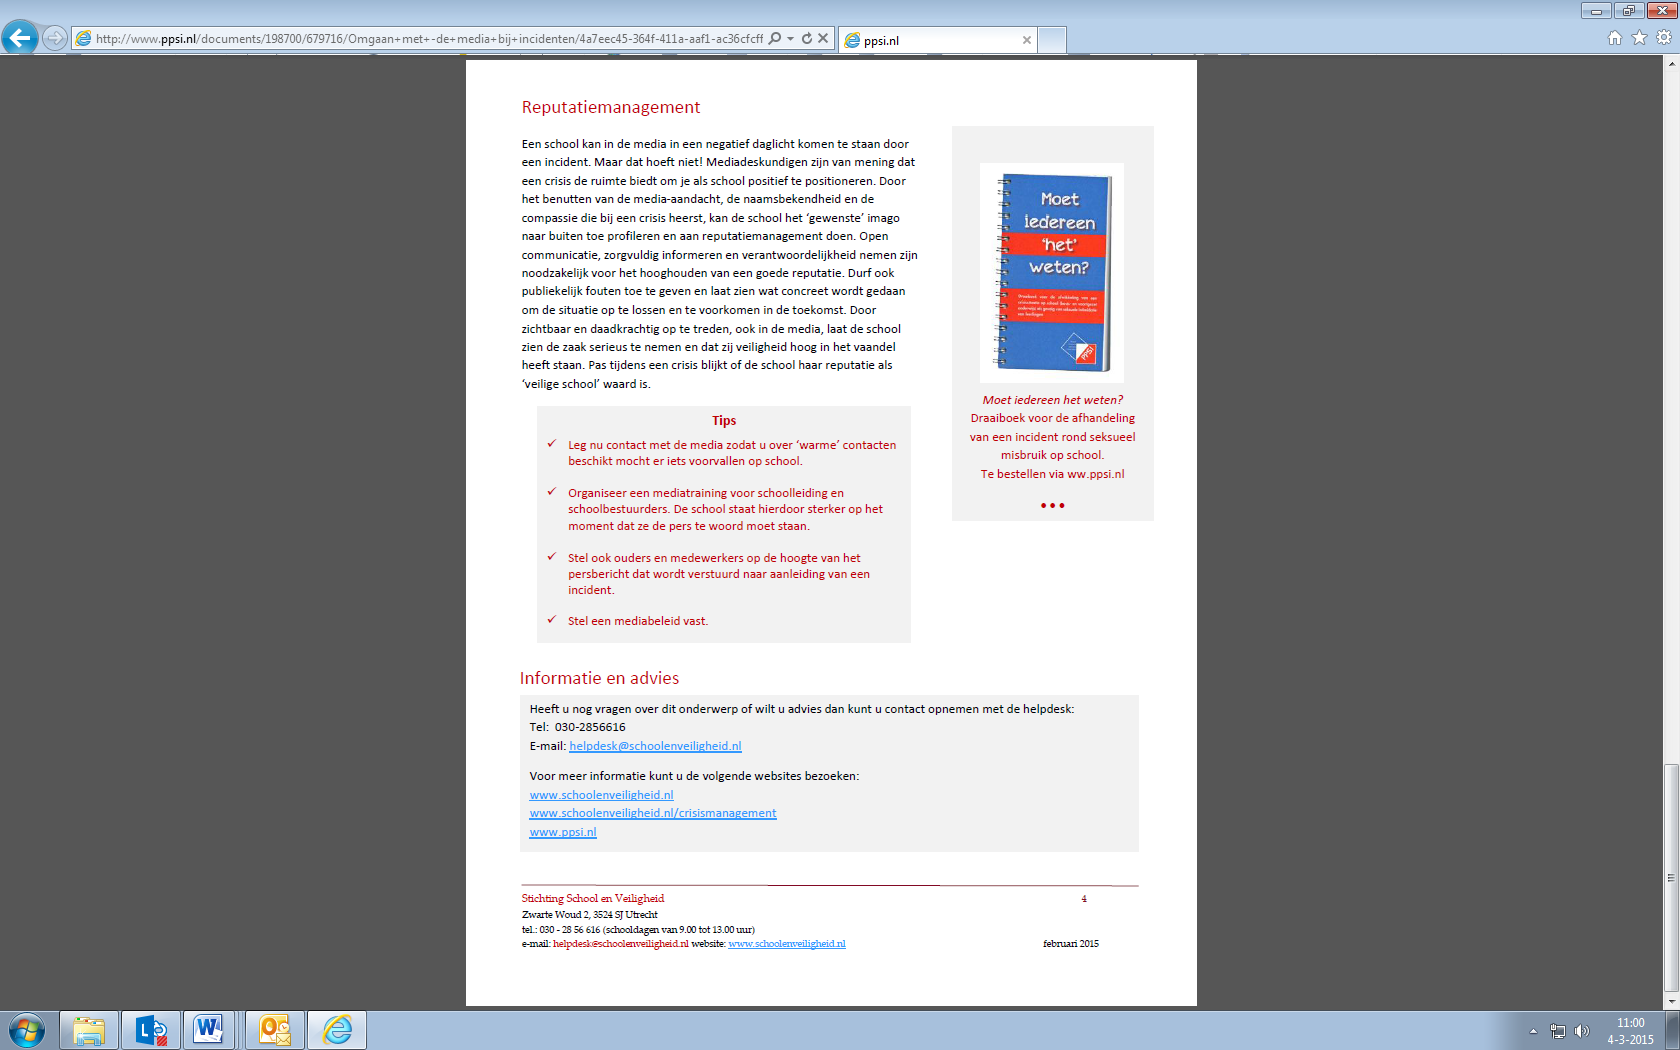 http://www.ppsi.nl/documents/198700/679716/Omgaan+met+-de+media+bij+incidenten/4a7eec45-364f-411a-aaf1-ac36cfcff
ppsi.nl
Reputatiemanagement
Een school kan in de media in een negatief daglicht komen te staan door
een incident. Maar dat hoeft niet! Mediadeskundigen zijn van mening dat
een crisis de ruimte biedt om je als school positief te positioneren. Door
het benutten van de media-aandacht, de naamsbekendheid en de
compassie die bij een crisis heerst, kan de school het ‘gewenste’ imago
naar buiten toe profileren en aan reputatiemanagement doen. Open
communicatie, zorgvuldig informeren en verantwoordelijkheid nemen zijn
noodzakelijk voor het hooghouden van een goede reputatie. Durf ook
publiekelijk fouten toe te geven en laat zien wat concreet wordt gedaan
om de situatie op te lossen en te voorkomen in de toekomst. Door
zichtbaar en daadkrachtig op te treden, ook in de media, laat de school
zien de zaak serieus te nemen en dat zij veiligheid hoog in het vaandel
heeft staan. Pas tijdens een crisis blijkt of de school haar reputatie als
‘veilige school’ waard is.
Tips
Leg nu contact met de media zodat u over ‘warme’ contacten
beschikt mocht er iets voorvallen op school.
Organiseer een mediatraining voor schoolleiding en
schoolbestuurders. De school staat hierdoor sterker op het
moment dat ze de pers te woord moet staan.
Stel ook ouders en medewerkers op de hoogte van het
persbericht dat wordt verstuurd naar aanleiding van een
incident.
Stel een mediabeleid vast.
Moet
iedereen
‘het’
weten?
PPSI
Moet iedereen het weten?
Draaiboek voor de afhandeling
van een incident rond seksueel
misbruik op school.
Te bestellen via ww.ppsi.nl
Informatie en advies
Heeft u nog vragen over dit onderwerp of wilt u advies dan kunt u contact opnemen met de helpdesk:
Tel: 030-2856616
E-mail: helpdesk@schoolenveiligheid.nl
Voor meer informatie kunt u de volgende websites bezoeken:
www.schoolenveiligheid.nl
www.schoolenveiligheid.nl/crisismanagement
www.ppsi.nl
Stichting School en Veiligheid 4
Zwarte Woud 2, 3524 SJ Utrecht
tel.: 030 - 28 56 616 (schooldagen van 9.00 tot 13.00 uur)
e-mail: helpdesk@schoolenveiligheid.nl website: www.schoolenveiligheid.nl februari 2015
11:00
4-3-2015